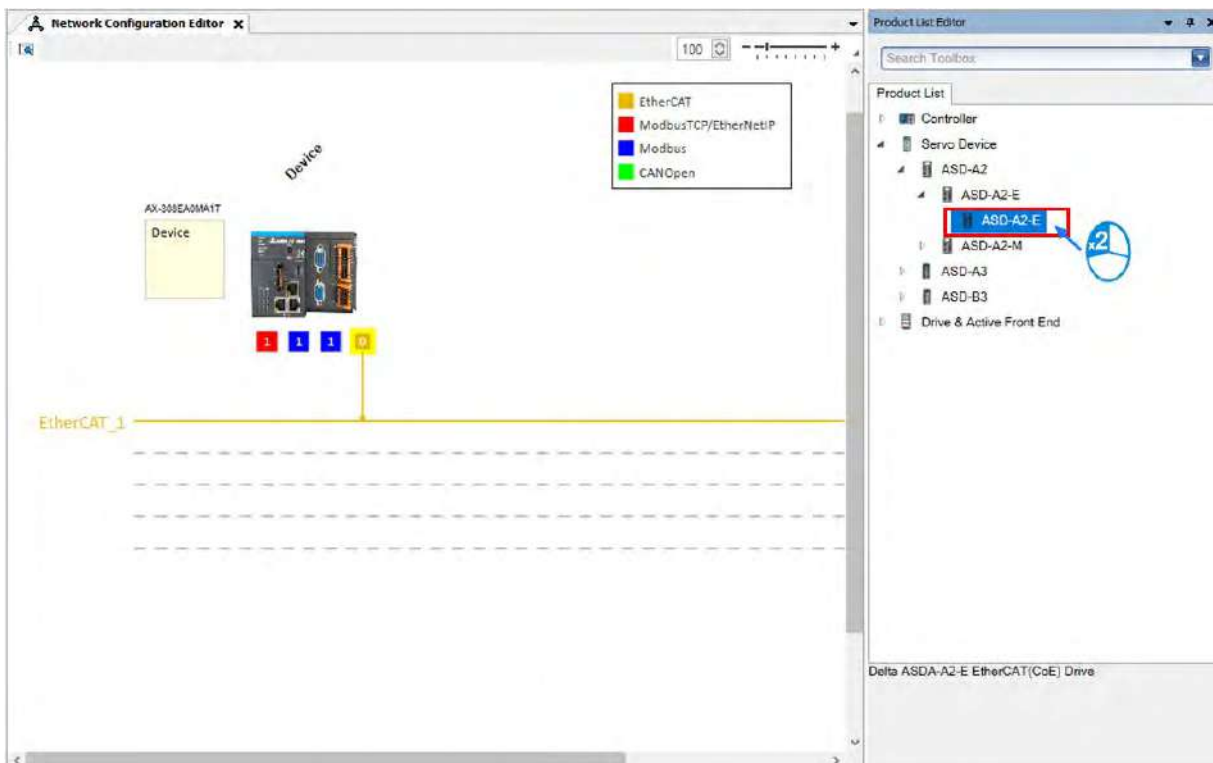 Network Configuration Editor
100
EtherCAT
ModbusTCP/EtherNetIP
Modbus
CANOpen
Device
AX-308EA0MA1T
Device
1 1 1 0
EtherCAT_1
Product List Editor
Search Toolbox
Product List
Controller
Servo Device
ASD-A2
ASD-A2-E
ASD-A2-E
x2
ASD-A2-M
ASD-A3
ASD-B3
Drive & Active Front End
Delta ASDA-A2-E EtherCAT(CoE) Drive